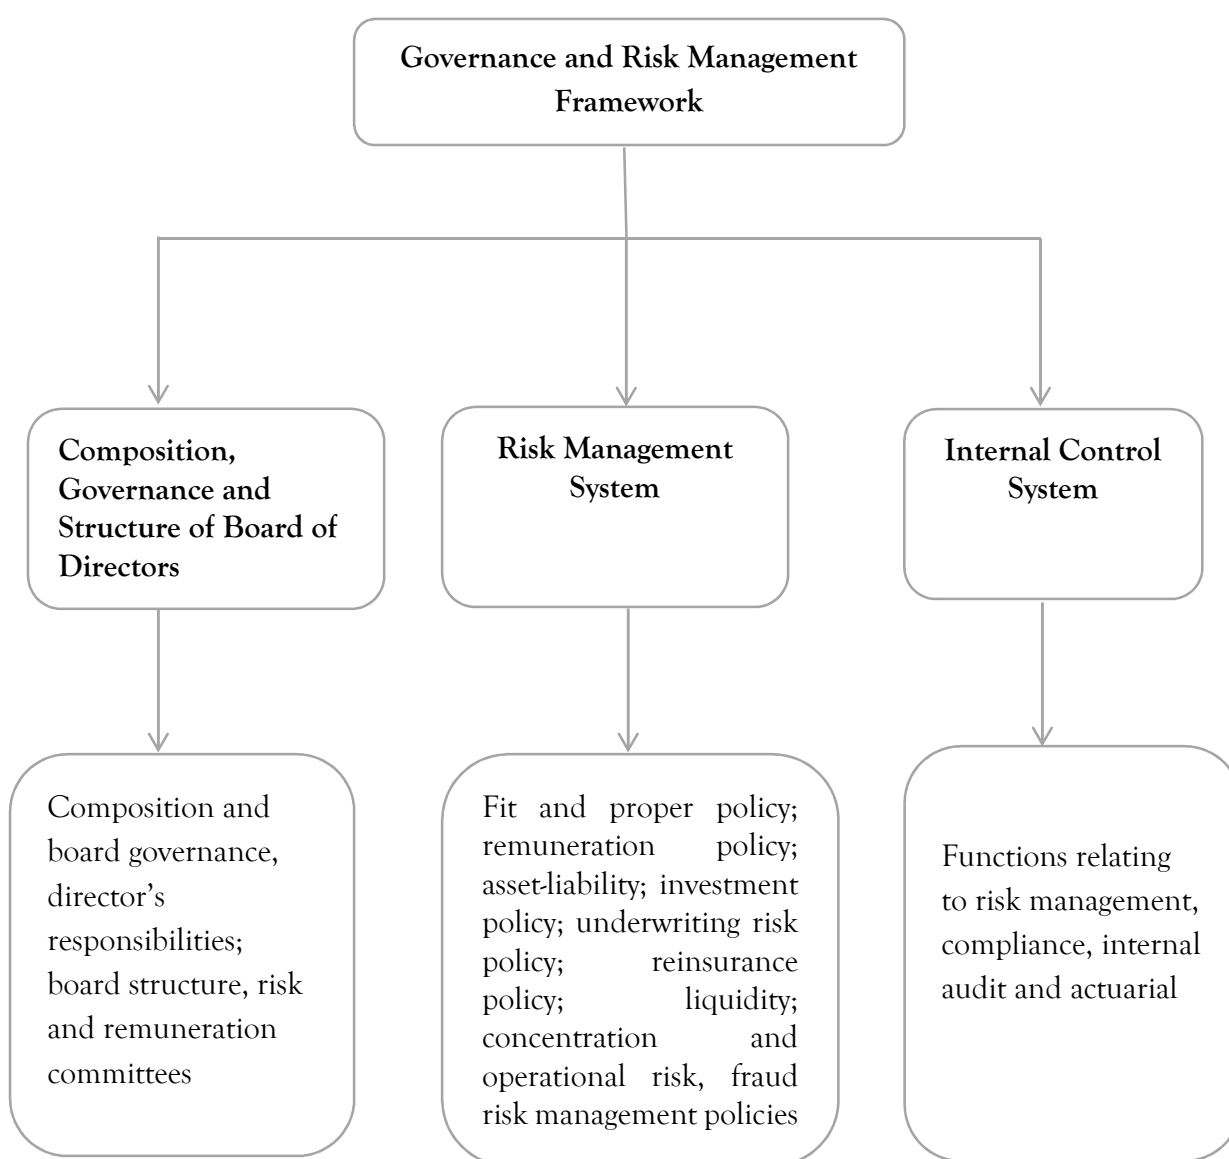 Governance and Risk Management
Framework
Composition,
Governance and
Structure of Board of
Directors
Risk Management
System
Internal Control
System
Composition and
board governance,
director’s
responsibilities;
board structure, risk
and remuneration
committees
Fit and proper policy;
remuneration policy;
asset-liability; investment
policy; underwriting risk
policy; reinsurance
policy; liquidity;
concentration and
operational risk, fraud
risk management policies
Functions relating
to risk management,
compliance, internal
audit and actuarial